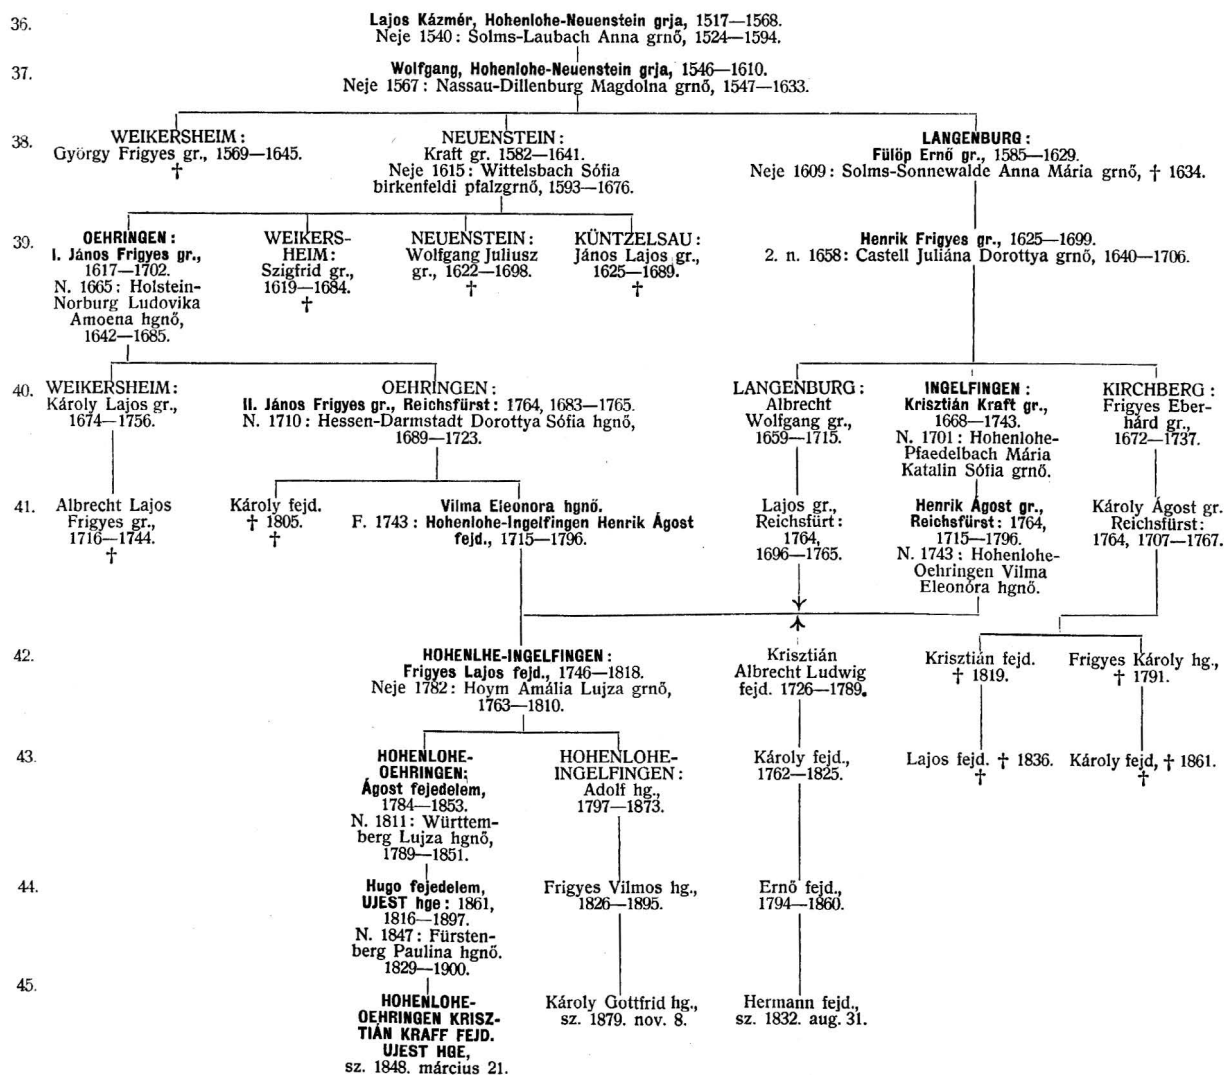 36.
Lajos Kázmér, Hohenlohe-Neuenstein grja, 1517—1568.
Neje 1540: Solms-Laubach Anna grnő, 1524—1594.
37.
Wolfgang, Hohenlohe-Neuenstein grja, 1546—1610.
Neje 1567: Nassau-Dillenburg Magdolna grnő, 1547—1633.
38.
WEIKERSHEIM:
György Frigyes gr., 1569—1645.
†
NEUENSTEIN:
Kraft gr. 1582—1641.
Neje 1615: Wittelsbach Sófia
birkenfeldi pfalzgrnő, 1593—1676.
LANGENBURG:
Fülöp Ernő gr., 1585—1629.
Neje 1609: Solms-Sonnewalde Anna Mária grnő, † 1634.
39.
OEHRINGEN:
I. János Frigyes gr.,
1617—1702.
N. 1665: Holstein-
Norburg Ludovika
Amoena hgnő,
1642—1685.
WEIKERS-
HEIM:
Szigfrid gr.,
1619—1684.
†
NEUENSTEIN:
Wolfgang Juliusz
gr., 1622—1698.
†
KÜNTZELSAU:
János Lajos gr.,
1625—1689.
†
Henrik Frigyes gr., 1625—1699.
2. n. 1658: Castell Juliána Dorottya grnő, 1640—1706.
40.
WEIKERSHEIM:
Károly Lajos gr.,
1674—1756.
OEHRINGEN:
II. János Frigyes gr., Reichsfürst: 1764, 1683—1765.
N. 1710: Hessen-Darmstadt Dorottya Sófia hgnő,
1689—1723.
LANGENBURG:
Albrecht
Wolfgang gr.,
1659—1715.
INGELFINGEN:
Krisztián Kraft gr.,
1668—1743.
N. 1701: Hohenlohe-
Pfaedelbach Mária
Katalin Sófia grnő.
KIRCHBERG:
Frigyes Eber-
hárd gr.,
1672—1737.
41.
Albrecht Lajos
Frigyes gr.,
1716—1744.
†
Károly fejd.
† 1805.
†
Vilma Eleonora hgnő.
F. 1743: Hohenlohe-Ingelfingen Henrik Ágost
fejd., 1715—1796.
Lajos gr.,
Reichsfürt:
1764,
1696—1765.
Henrik Ágost gr.,
Reichsfürst: 1764,
1715—1796.
N. 1743: Hohenlohe-
Oehringen Vilma
Eleonóra hgnő.
Károly Ágost gr.
Reichsfürst:
1764, 1707—1767.
42.
HOHENLHE-INGELFINGEN:
Frigyes Lajos fejd., 1746—1818.
Neje 1782: Hoym Amália Lujza grnő,
1763—1810.
Krisztián
Albrecht Ludwig
fejd. 1726—1789.
Krisztián fejd.
† 1819.
Frigyes Károly hg.,
† 1791.
43.
HOHENLOHE-
OEHRINGEN:
Ágost fejedelem,
1784—1853.
N. 1811: Württem-
berg Lujza hgnő,
1789—1851.
HOHENLOHE-
INGELFINGEN:
Adolf hg.,
1797—1873.
Károly fejd.,
1762—1825.
Lajos fejd. † 1836.
†
Károly fejd, † 1861.
†
44.
Hugo fejedelem,
UJEST hge: 1861,
1816—1897.
N. 1847: Fürsten-
berg Paulina hgnő.
1829—1900.
Frigyes Vilmos hg.,
1826—1895.
Ernő fejd.,
1794—1860.
45.
HOHENLOHE-
OEHRINGEN KRISZ-
TIÁN KRAFF FEJD.
UJEST HGE,
sz. 1848. március 21.
Károly Gottfrid hg.,
sz. 1879. nov. 8.
Hermann fejd.,
sz. 1832. aug. 31.